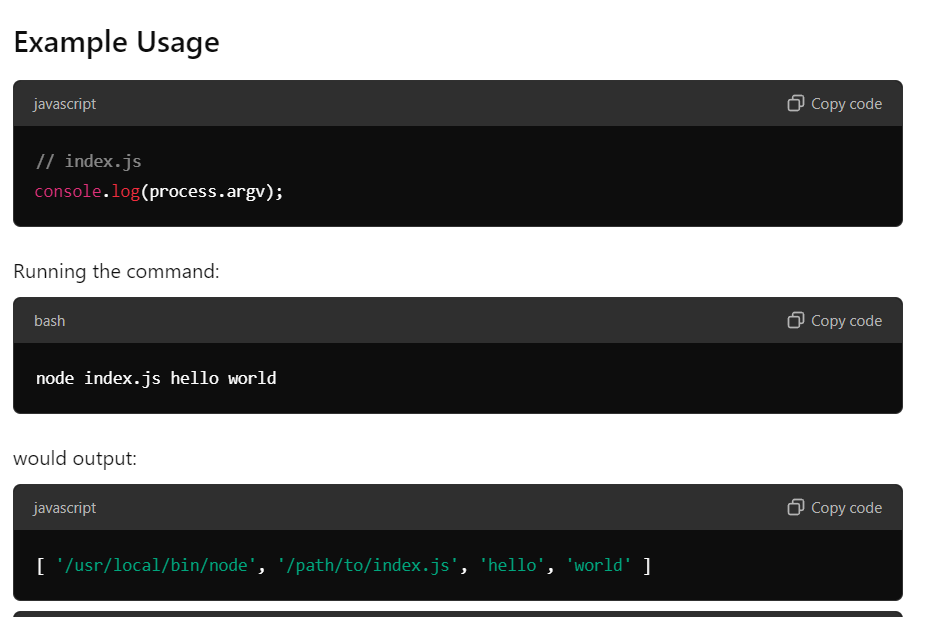 Example Usage
javascript
Copy code
// index.js
console.log(process.argv);
Running the command:
bash
Copy code
node index.js hello world
would output:
javascript
Copy code
[ '/usr/local/bin/node', '/path/to/index.js', 'hello', 'world' ]